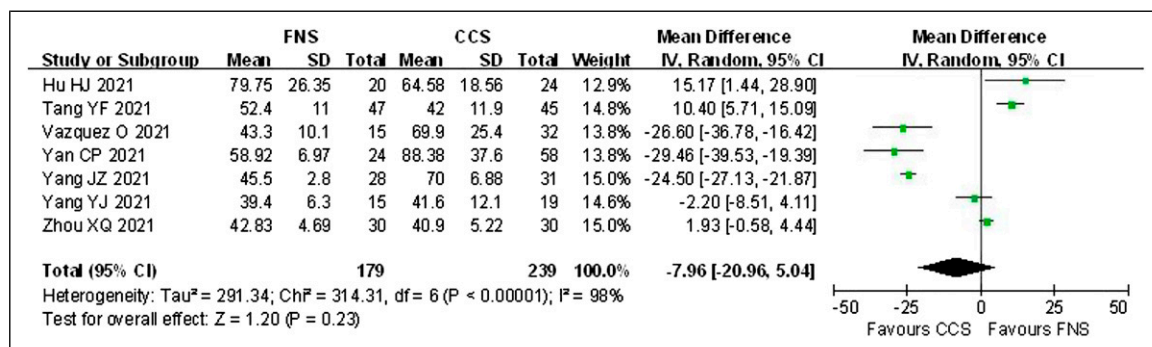 FNS CCS Mean Difference Mean Difference
Study or Subgroup Mean SD Total Mean SD Total Weight IV, Random, 95% CI IV, Random, 95% CI
Hu HJ 2021 79.75 26.35 20 64.58 18.56 24 12.9% 15.17 [1.44, 28.90]
Tang YF 2021 52.4 11 47 42 11.9 45 14.8% 10.40 [5.71, 15.09]
Vazquez O 2021 43.3 10.1 15 69.9 25.4 32 13.8% -26.60 [-36.78, -16.42]
Yan CP 2021 58.92 6.97 24 88.38 37.6 58 13.8% -29.46 [-39.53, -19.39]
Yang JZ 2021 45.5 2.8 28 70 6.88 31 15.0% -24.50 [-27.13, -21.87]
Yang YJ 2021 39.4 6.3 15 41.6 12.1 19 14.6% -2.20 [-8.51, 4.11]
Zhou XQ 2021 42.83 4.69 30 40.9 5.22 30 15.0% 1.93 [-0.58, 4.44]
Total (95% CI) 179 239 100.0% -7.96 [-20.96, 5.04]
Heterogeneity: Tau² = 291.34; Chi² = 314.31, df = 6 (P < 0.00001); I² = 98%
Test for overall effect: Z = 1.20 (P = 0.23)
-50 -25 0 25 50
Favours CCS Favours FNS